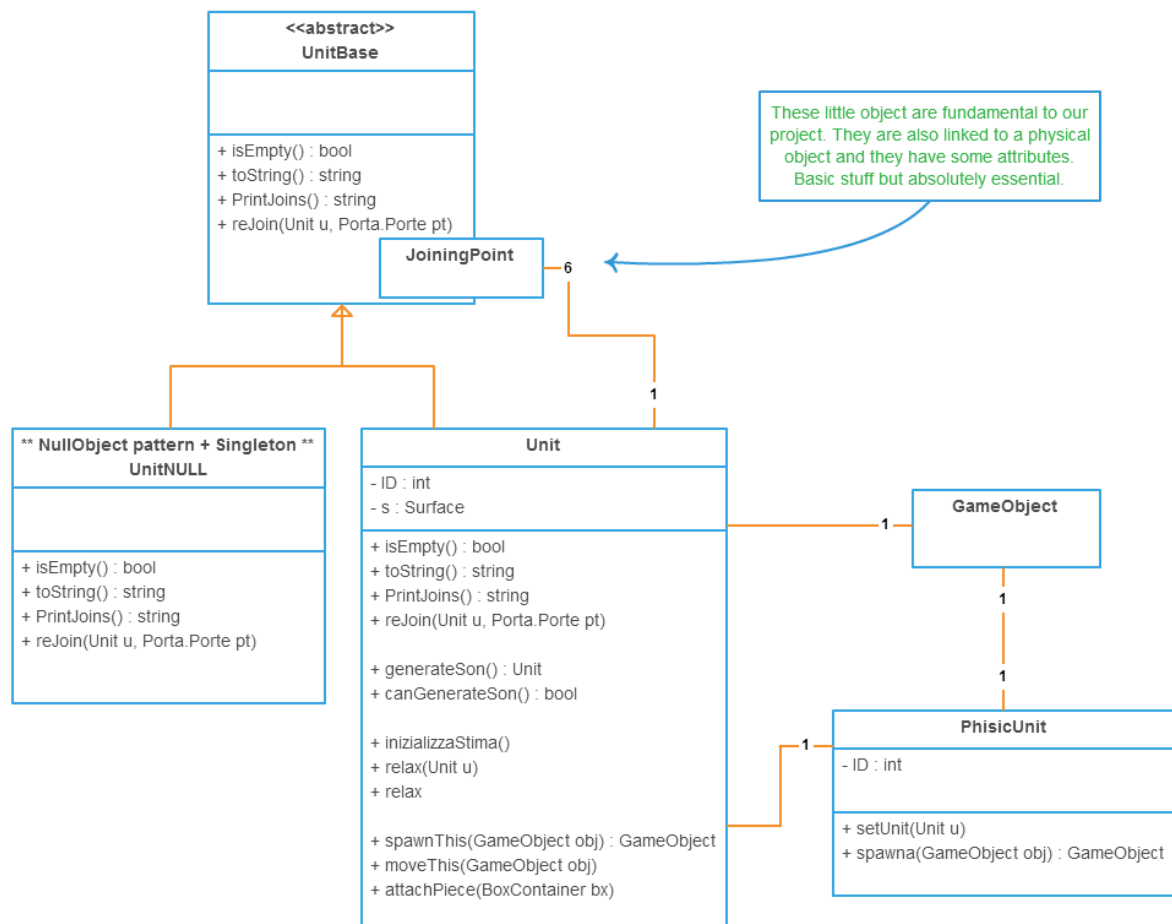 <<abstract>>
UnitBase
+ isEmpty() : bool
+ toString() : string
+ PrintJoins() : string
+ reJoin(Unit u, Porta.Porte pt)
These little object are fundamental to our
project. They are also linked to a physical
object and they have some attributes.
Basic stuff but absolutely essential.
JoiningPoint
6
1
** NullObject pattern + Singleton **
UnitNULL
+ isEmpty() : bool
+ toString() : string
+ PrintJoins() : string
+ reJoin(Unit u, Porta.Porte pt)
Unit
- ID : int
- s : Surface
+ isEmpty() : bool
+ toString() : string
+ PrintJoins() : string
+ reJoin(Unit u, Porta.Porte pt)
+ generateSon() : Unit
+ canGenerateSon() : bool
+ inizializzaStima()
+ relax(Unit u)
+ relax
+ spawnThis(GameObject obj) : GameObject
+ moveThis(GameObject obj)
+ attachPiece(BoxContainer bx)
1
GameObject
1
1
1
PhisicUnit
- ID : int
+ setUnit(Unit u)
+ spawna(GameObject obj) : GameObject